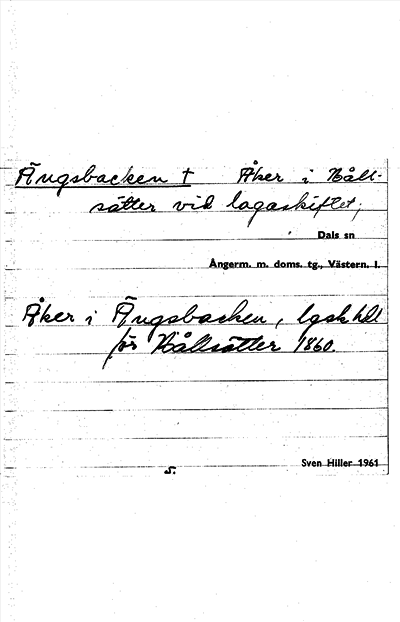 Ängsbacken † Åker i Håll-
sätter vid lagaskiftet;
Dals sn
Ångerm. m. doms. tg., Västern. l.
Åker i Ängsbacken, lgsk hdl
för Hållsätter 1860.
Sven Hiller 1961
s.